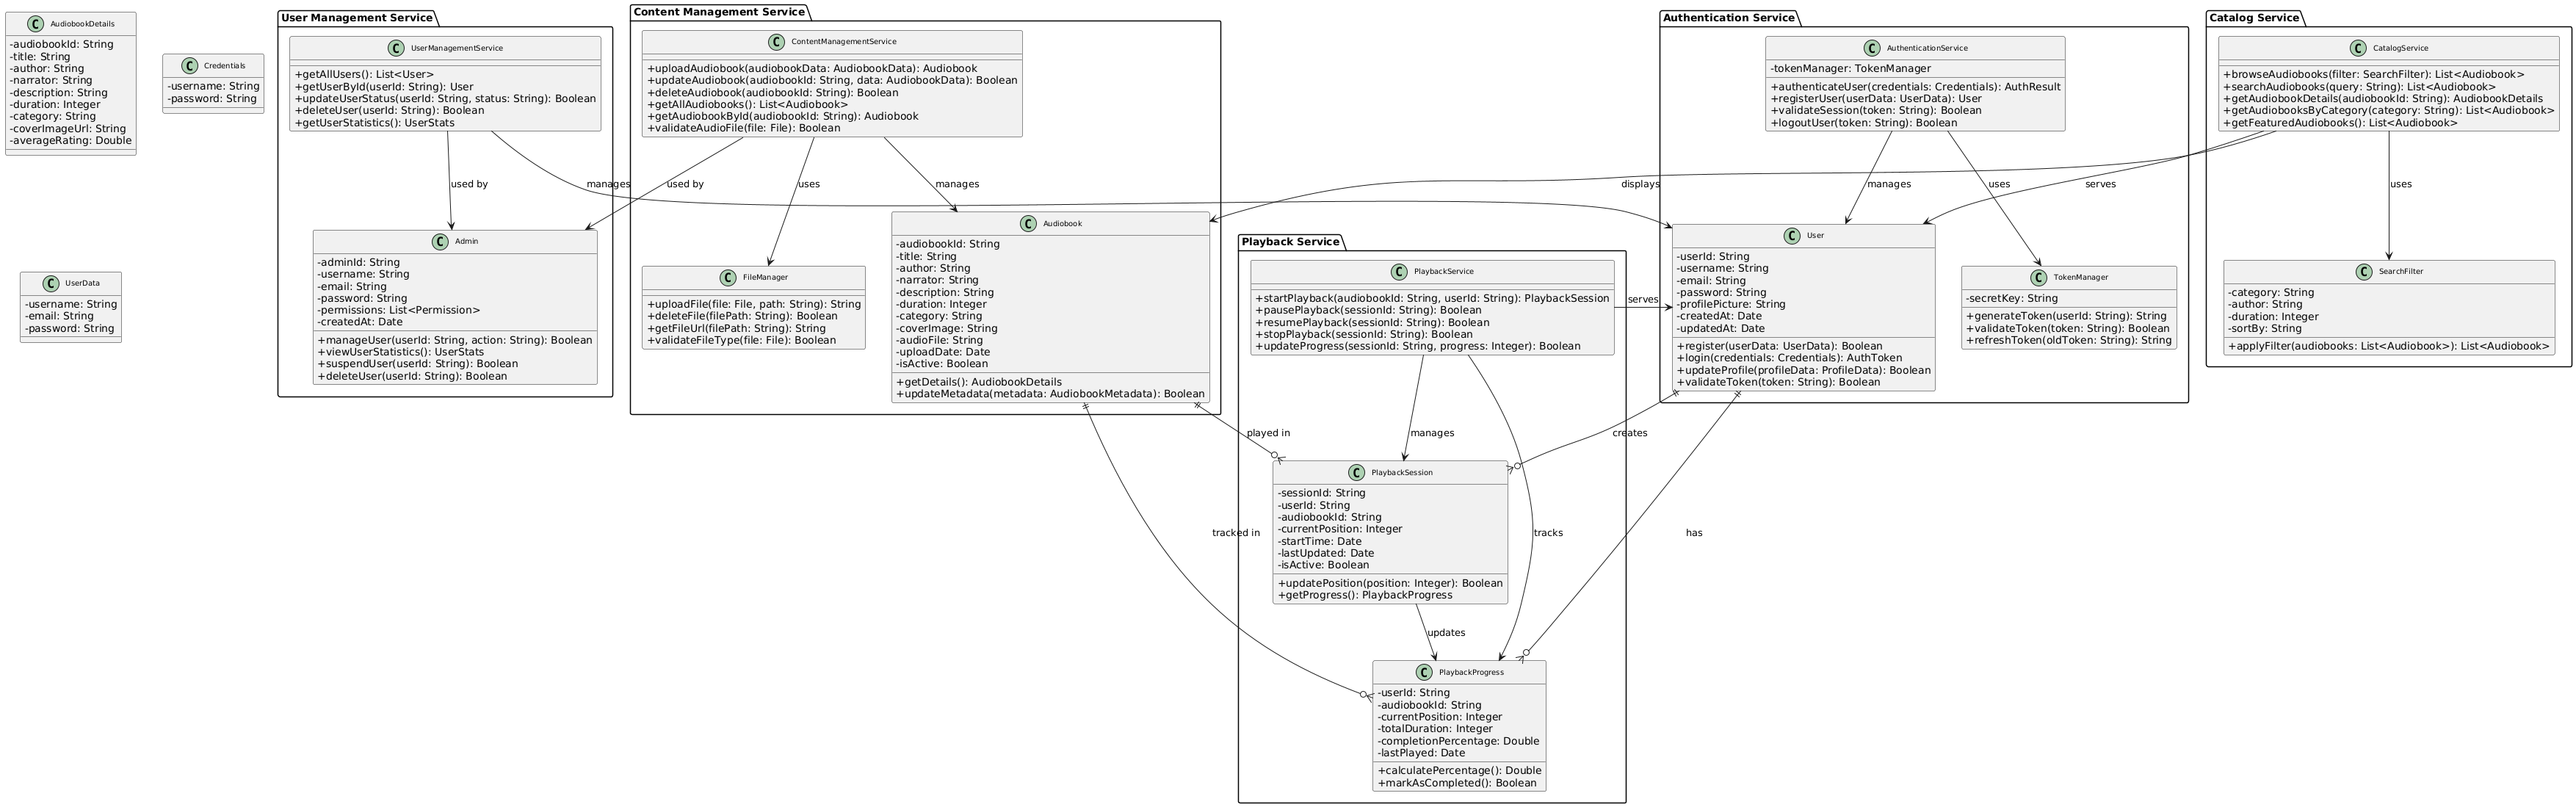 AudiobookDetails
-audiobookId: String
-title: String
-author: String
-narrator: String
-description: String
-duration: Integer
-category: String
-coverImageUrl: String
-averageRating: Double
Credentials
-username: String
-password: String
UserData
-username: String
-email: String
-password: String
User Management Service
UserManagementService
+getAllUsers(): List<User>
+getUserById(userId: String): User
+updateUserStatus(userId: String, status: String): Boolean
+deleteUser(userId: String): Boolean
+getUserStatistics(): UserStats
used by
manages
Admin
-adminId: String
-username: String
-email: String
-password: String
-permissions: List<Permission>
-createdAt: Date
+manageUser(userId: String, action: String): Boolean
+viewUserStatistics(): UserStats
+suspendUser(userId: String): Boolean
+deleteUser(userId: String): Boolean
Content Management Service
ContentManagementService
+uploadAudiobook(audiobookData: AudiobookData): Audiobook
+updateAudiobook(audiobookId: String, data: AudiobookData): Boolean
+deleteAudiobook(audiobookId: String): Boolean
+getAllAudiobooks(): List<Audiobook>
+getAudiobookById(audiobookId: String): Audiobook
+validateAudioFile(file: File): Boolean
used by
uses
manages
FileManager
+uploadFile(file: File, path: String): String
+deleteFile(filePath: String): Boolean
+getFileUrl(filePath: String): String
+validateFileType(file: File): Boolean
Audiobook
-audiobookId: String
-title: String
-author: String
-narrator: String
-description: String
-duration: Integer
-category: String
-coverImage: String
-audioFile: String
-uploadDate: Date
-isActive: Boolean
+getDetails(): AudiobookDetails
+updateMetadata(metadata: AudiobookMetadata): Boolean
Playback Service
PlaybackService
+startPlayback(audiobookId: String, userId: String): PlaybackSession
+pausePlayback(sessionId: String): Boolean
+resumePlayback(sessionId: String): Boolean
+stopPlayback(sessionId: String): Boolean
+updateProgress(sessionId: String, progress: Integer): Boolean
serves
played in
manages
creates
PlaybackSession
-sessionId: String
-userId: String
-audiobookId: String
-currentPosition: Integer
-startTime: Date
-lastUpdated: Date
-isActive: Boolean
+updatePosition(position: Integer): Boolean
+getProgress(): PlaybackProgress
tracked in
tracks
has
updates
PlaybackProgress
-userId: String
-audiobookId: String
-currentPosition: Integer
-totalDuration: Integer
-completionPercentage: Double
-lastPlayed: Date
+calculatePercentage(): Double
+markAsCompleted(): Boolean
Authentication Service
AuthenticationService
-tokenManager: TokenManager
+authenticateUser(credentials: Credentials): AuthResult
+registerUser(userData: UserData): User
+validateSession(token: String): Boolean
+logoutUser(token: String): Boolean
displays
manages
uses
serves
User
-userId: String
-username: String
-email: String
-password: String
-profilePicture: String
-createdAt: Date
-updatedAt: Date
+register(userData: UserData): Boolean
+login(credentials: Credentials): AuthToken
+updateProfile(profileData: ProfileData): Boolean
+validateToken(token: String): Boolean
TokenManager
-secretKey: String
+generateToken(userId: String): String
+validateToken(token: String): Boolean
+refreshToken(oldToken: String): String
Catalog Service
CatalogService
+browseAudiobooks(filter: SearchFilter): List<Audiobook>
+searchAudiobooks(query: String): List<Audiobook>
+getAudiobookDetails(audiobookId: String): AudiobookDetails
+getAudiobooksByCategory(category: String): List<Audiobook>
+getFeaturedAudiobooks(): List<Audiobook>
uses
SearchFilter
-category: String
-author: String
-duration: Integer
-sortBy: String
+applyFilter(audiobooks: List<Audiobook>): List<Audiobook>